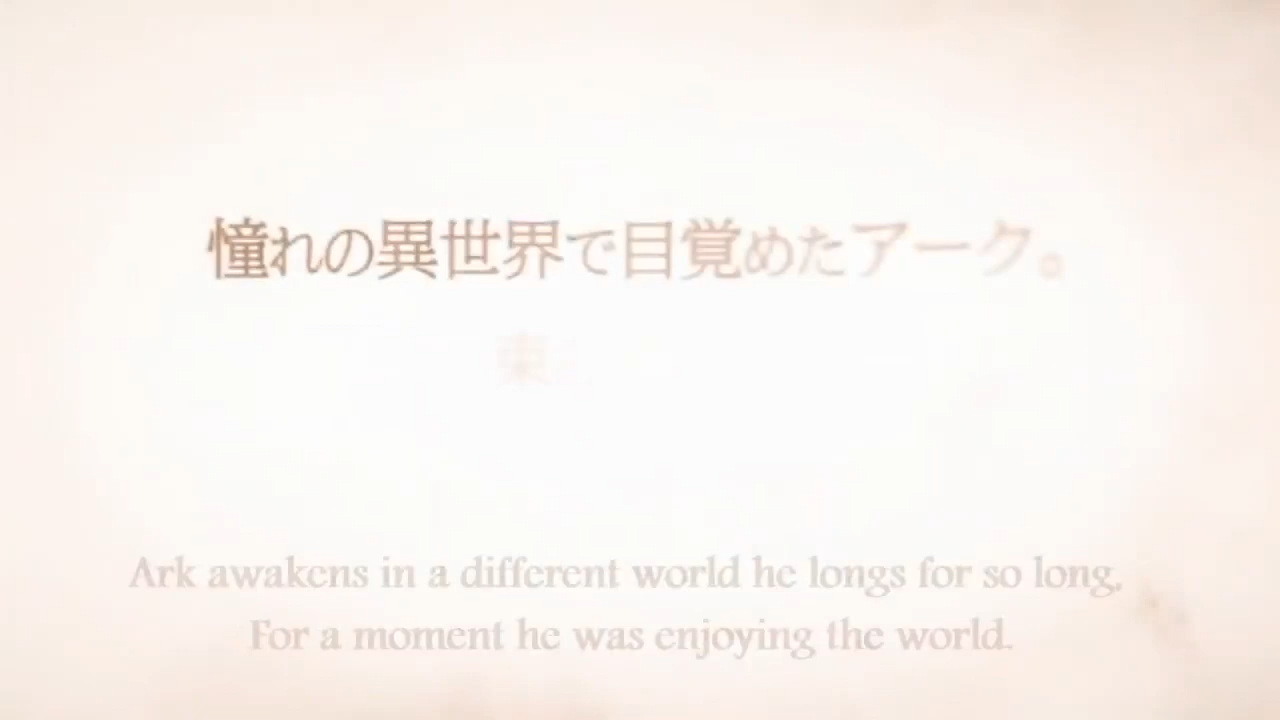 憧れの異世界で目覚めたアーク。
Ark awakens in a different world he longs for so long,
For a moment he was enjoying the world.